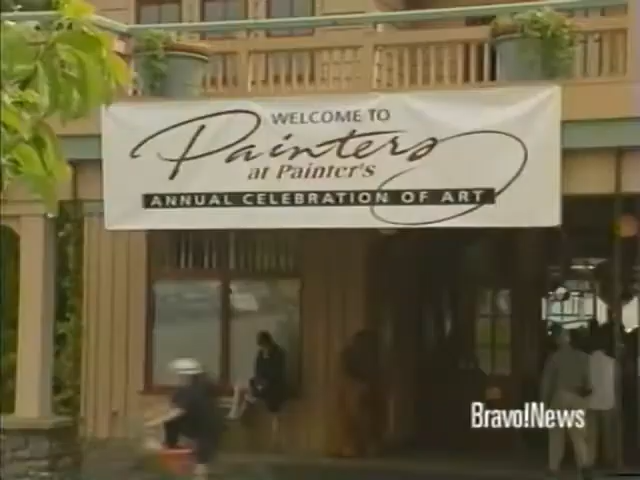 WELCOME TO
Painters
at Painter's
ANNUAL CELEBRATION OF ART
Bravo!News